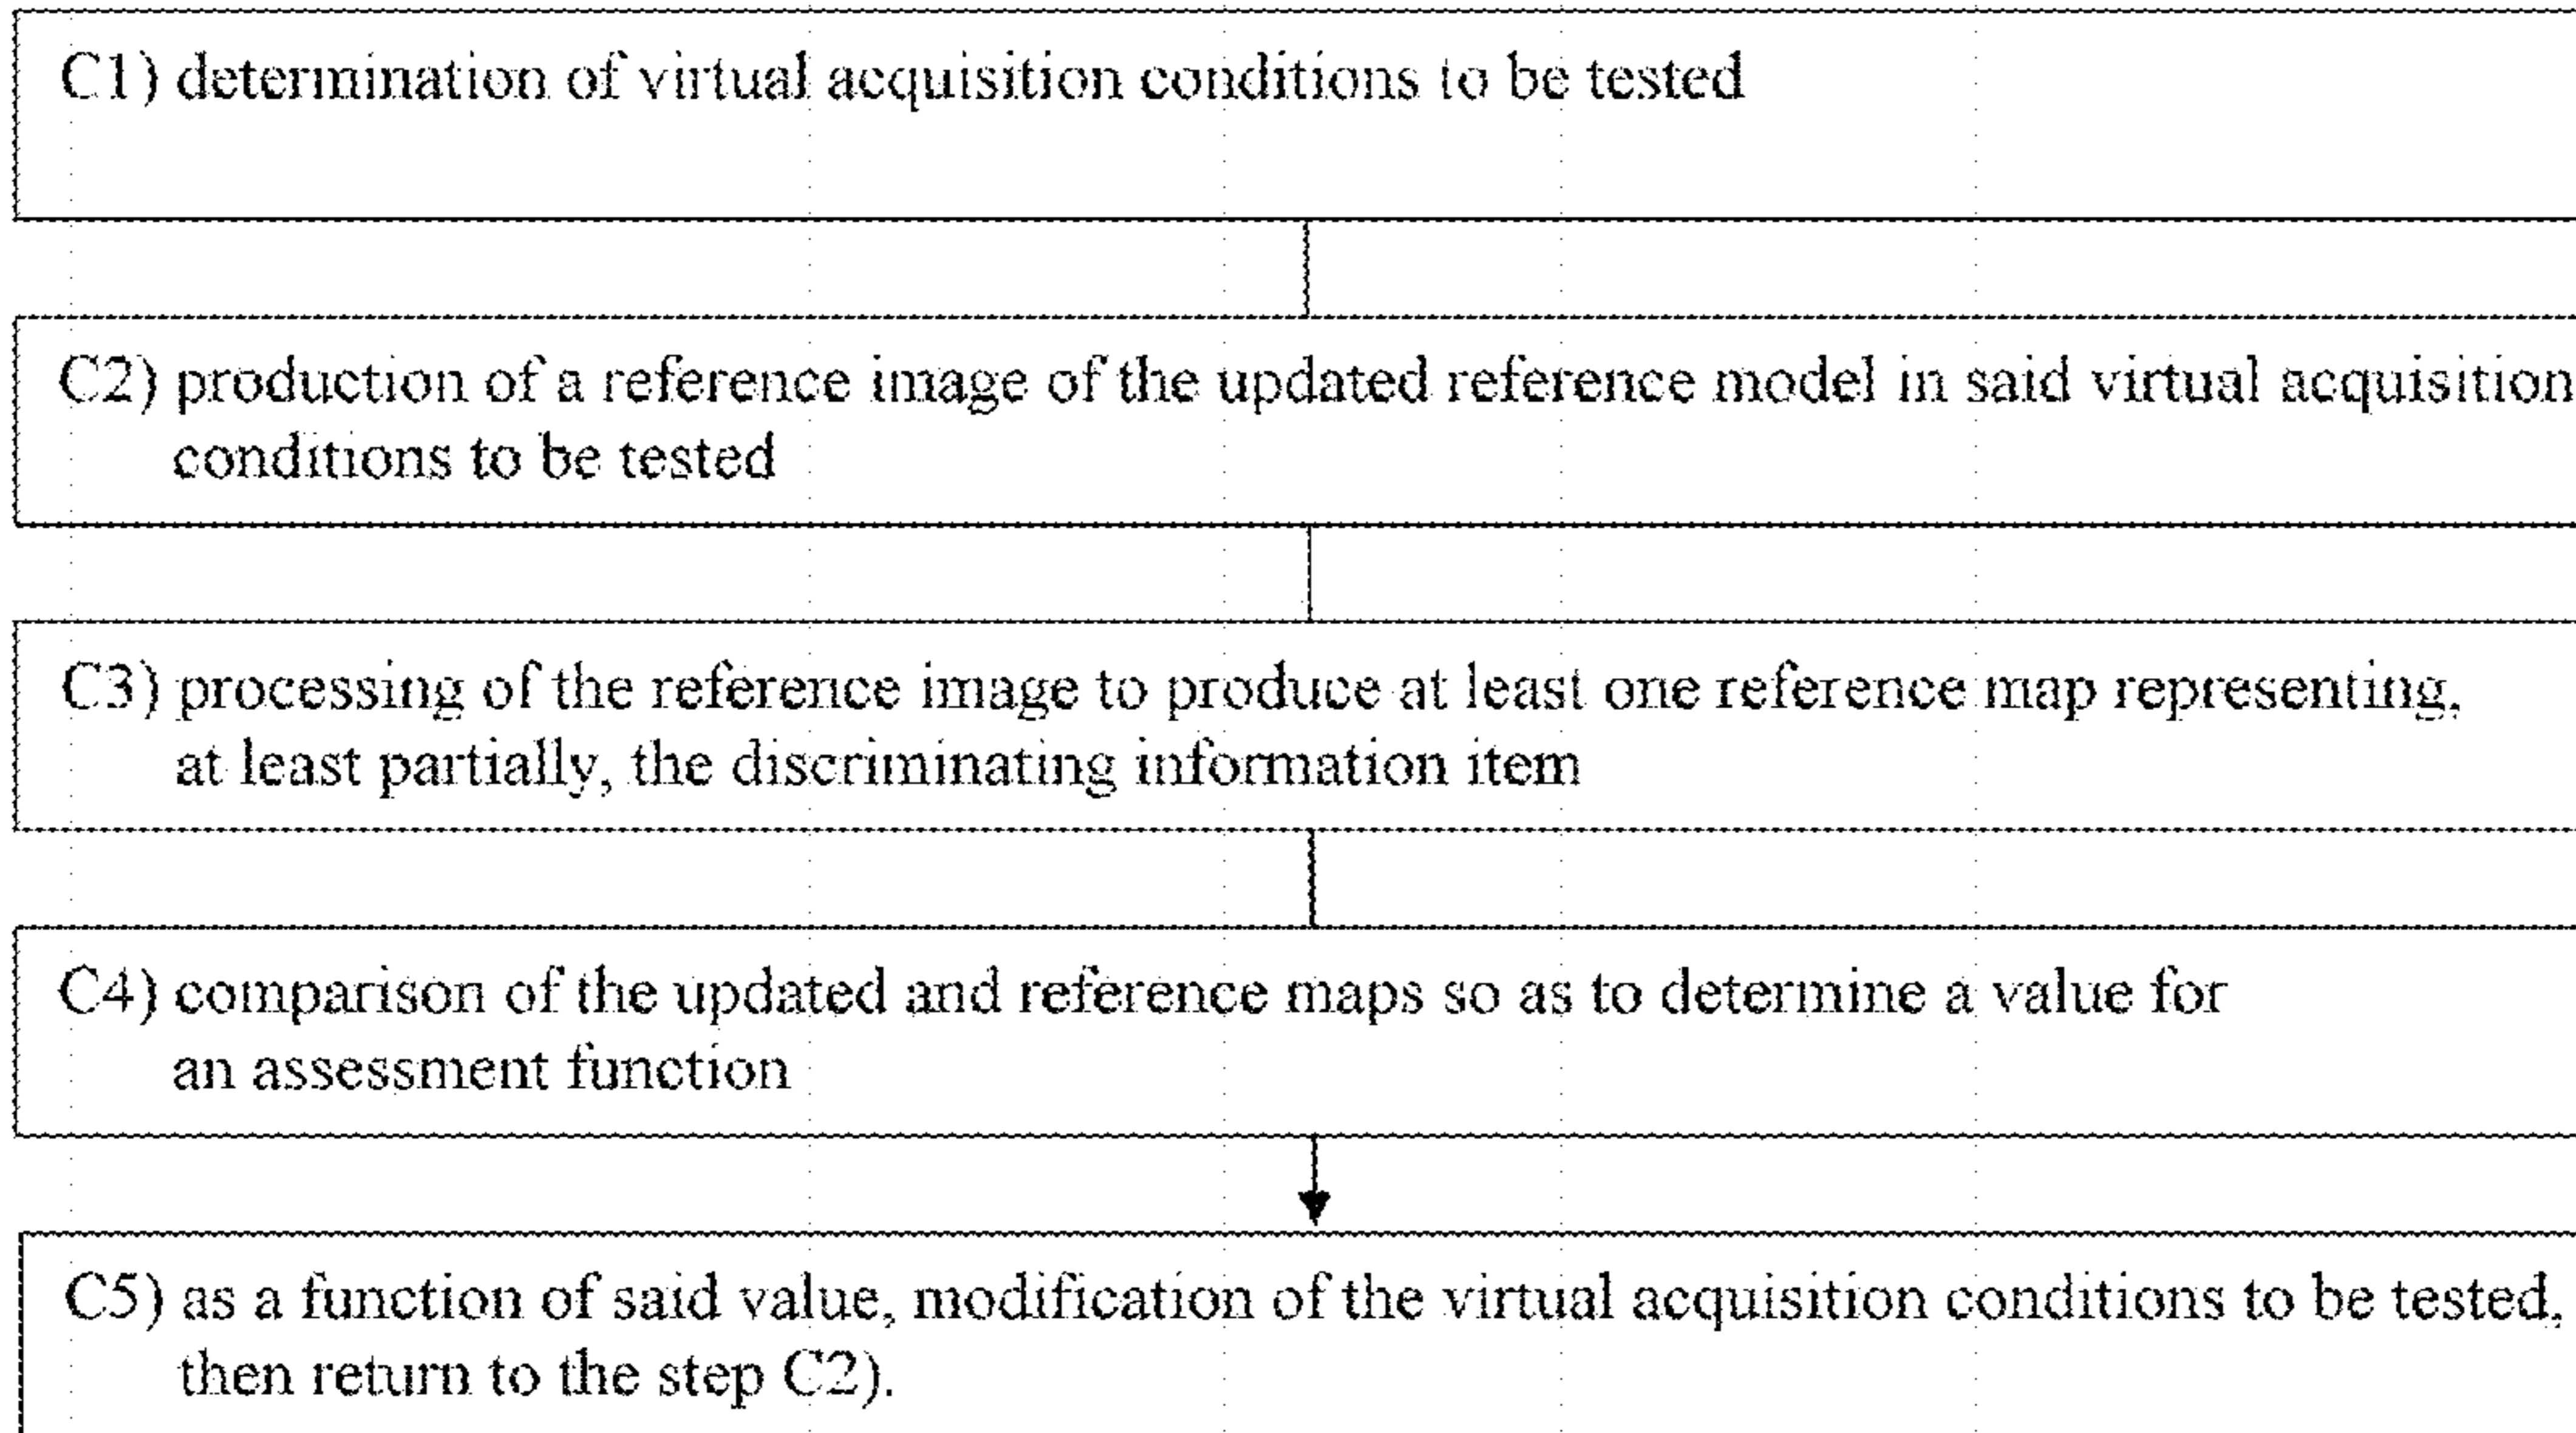 C1) determination of virtual acquisition conditions to be tested
C2) production of a reference image of the updated reference model in said virtual acquisition
conditions to be tested
C3) processing of the reference image to produce at least one reference map representing,
at least partially, the discriminating information item
C4) comparison of the updated and reference maps so as to determine a value for
an assessment function
C5) as a function of said value, modification of the virtual acquisition conditions to be tested,
then return to the step C2).